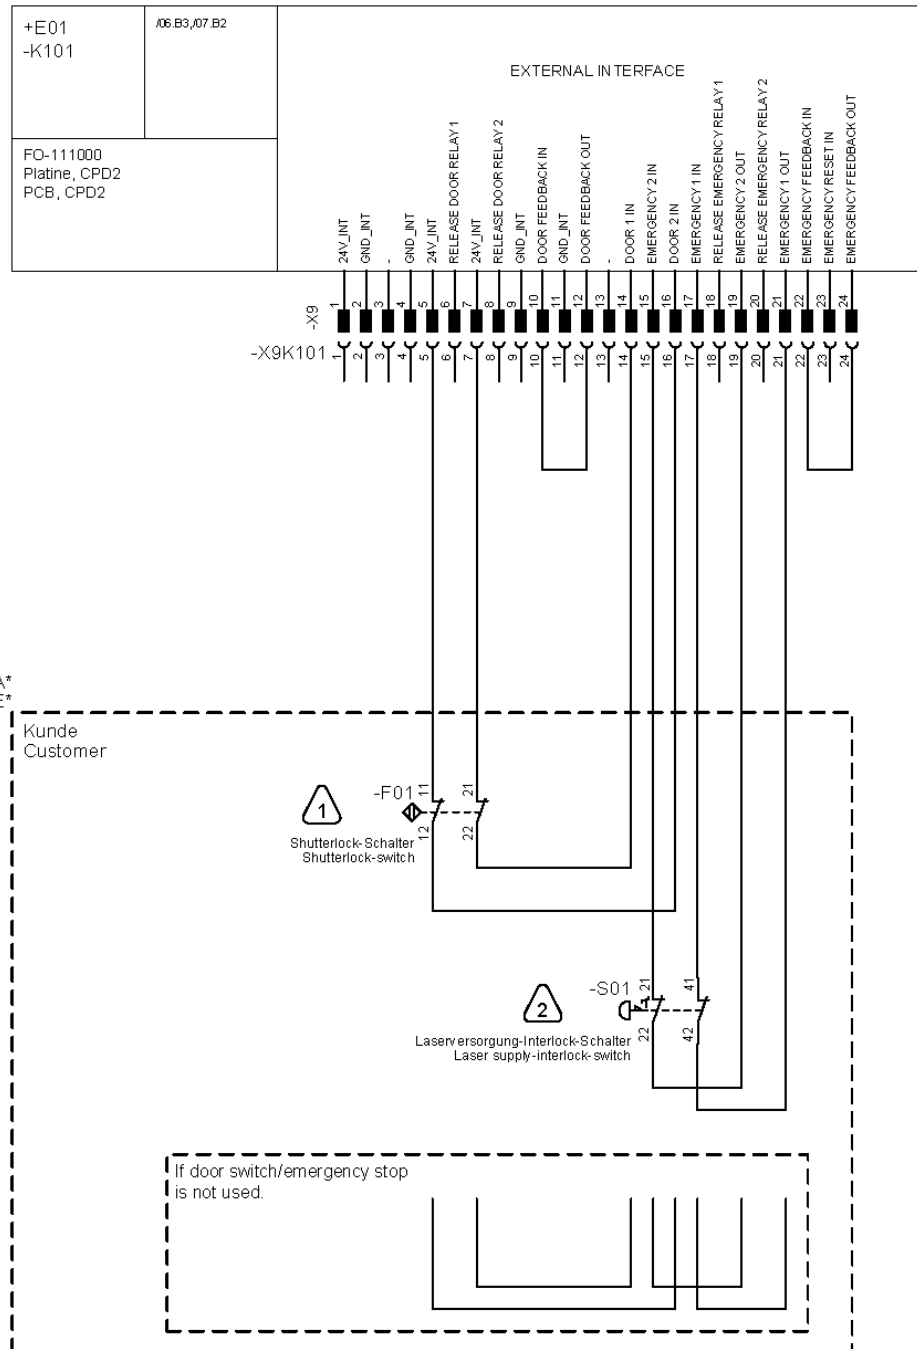 +E01
-K101
/06.B3,/07.B2
FO-111000
Platine, CPD2
PCB, CPD2
EXTERNAL INTERFACE
24V_INT
GND_INT
-
GND_INT
24V_INT
RELEASE DOOR RELAY 1
24V_INT
RELEASE DOOR RELAY 2
GND_INT
DOOR FEEDBACK IN
GND_INT
DOOR FEEDBACK OUT
-
DOOR 1 IN
EMERGENCY 2 IN
DOOR 2 IN
EMERGENCY 1 IN
RELEASE EMERGENCY RELAY 1
EMERGENCY 2 OUT
RELEASE EMERGENCY RELAY 2
EMERGENCY 1 OUT
EMERGENCY FEEDBACK IN
EMERGENCY RESET IN
EMERGENCY FEEDBACK OUT
-X9
1 2 3 4 5 6 7 8 9 10 11 12 13 14 15 16 17 18 19 20 21 22 23 24
-X9K101
1 2 3 4 5 6 7 8 9 10 11 12 13 14 15 16 17 18 19 20 21 22 23 24
A*
E*
Kunde
Customer
1
-F01
11
21
12
22
Shutterlock-Schalter
Shutterlock-switch
2
-S01
21
41
22
42
Laserversorgung-Interlock-Schalter
Laser supply-interlock-switch
If door switch/emergency stop
is not used.